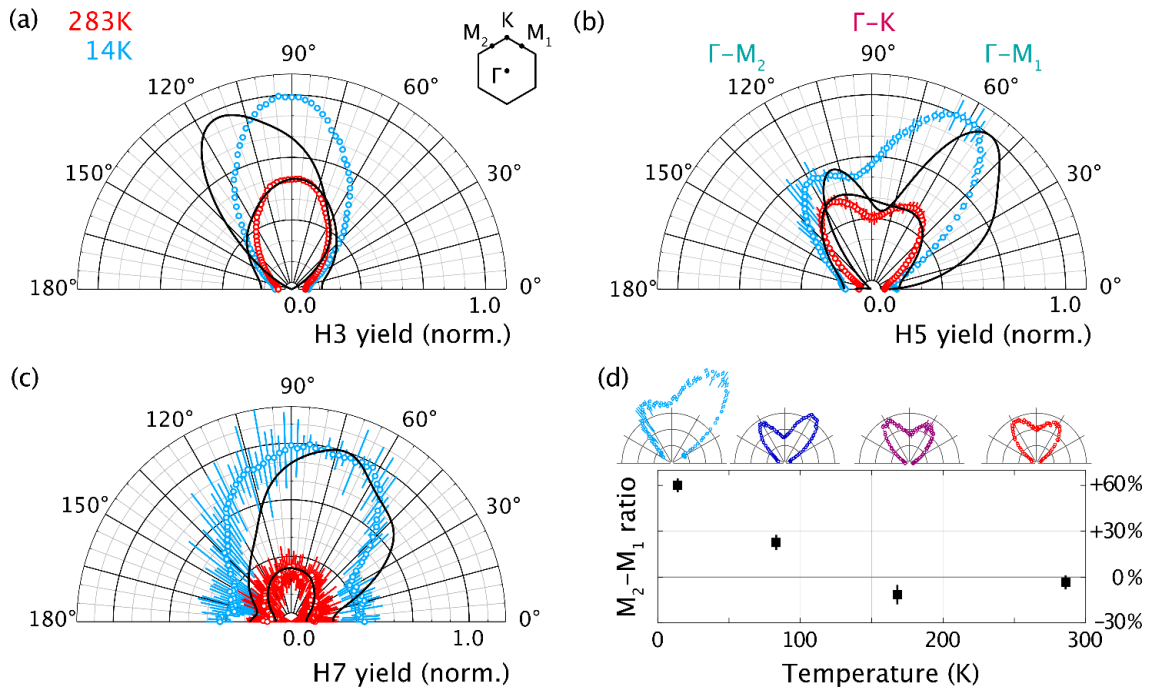 (a)
283K
14K
K
M₂
M₁
Γ
90°
120°
60°
150°
30°
180°
0°
0.0
1.0
H3 yield (norm.)
(b)
Γ−K
Γ−M₂
Γ−M₁
90°
120°
60°
150°
30°
180°
0°
0.0
1.0
H5 yield (norm.)
(c)
90°
120°
60°
150°
30°
180°
0°
0.0
1.0
H7 yield (norm.)
(d)
M₂−M₁ ratio
+60%
+30%
0%
−30%
0
100
200
300
Temperature (K)